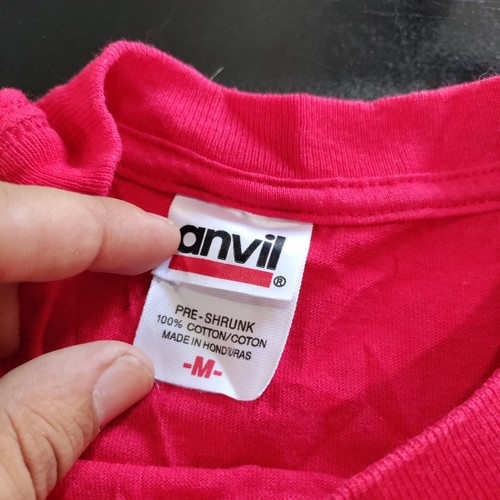 anvil
®
PRE-SHRUNK
100% COTTON/COTON
MADE IN HONDURAS
-M-